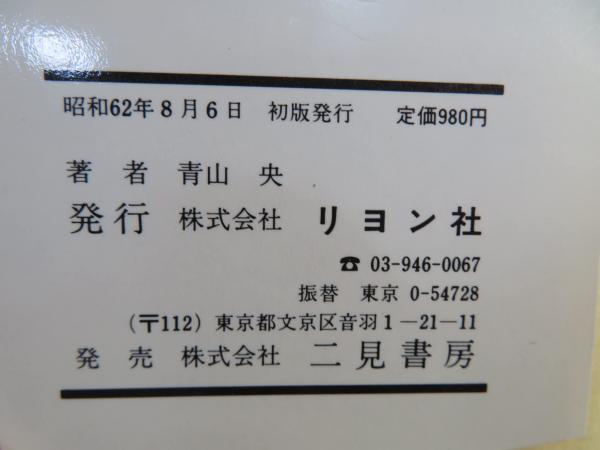 昭和62年8月6日 初版発行 定価980円
著者 青山 央
発行 株式会社 リヨン社
☎ 03-946-0067
振替 東京 0-54728
(〒112) 東京都文京区音羽1―21―11
発売 株式会社 二見書房